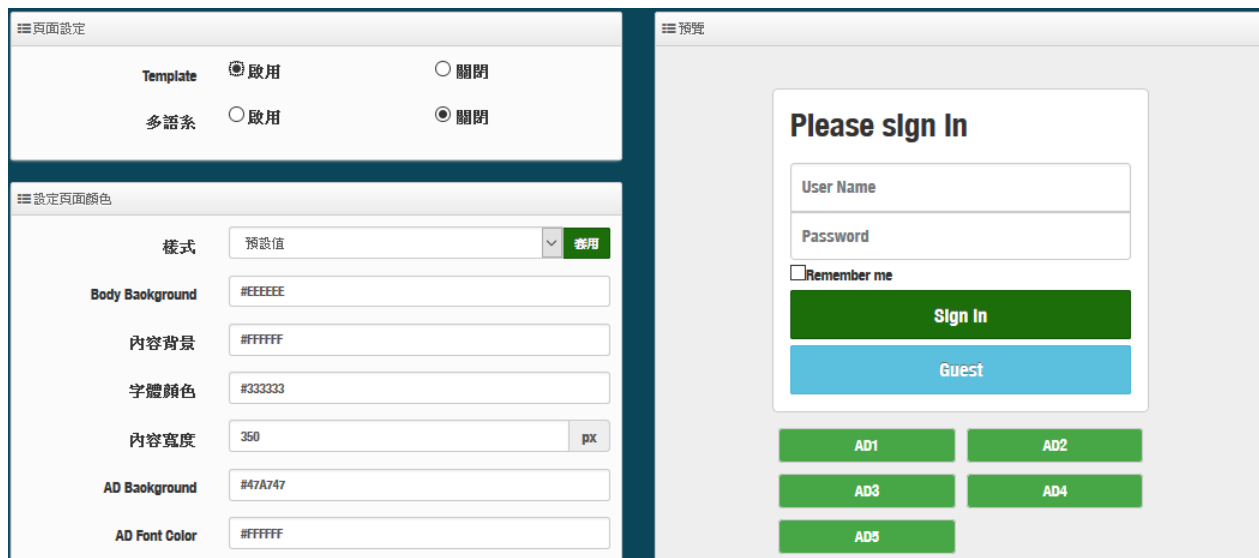 頁面設定
Template 啟用 關閉
多語系 啟用 關閉
設定頁面顏色
樣式 預設值 套用
Body Background #EEEEEE
內容背景 #FFFFFF
字體顏色 #333333
內容寬度 350 px
AD Background #47A747
AD Font Color #FFFFFF
預覽
Please sign in
User Name
Password
Remember me
Sign in
Guest
AD1 AD2
AD3 AD4
AD5